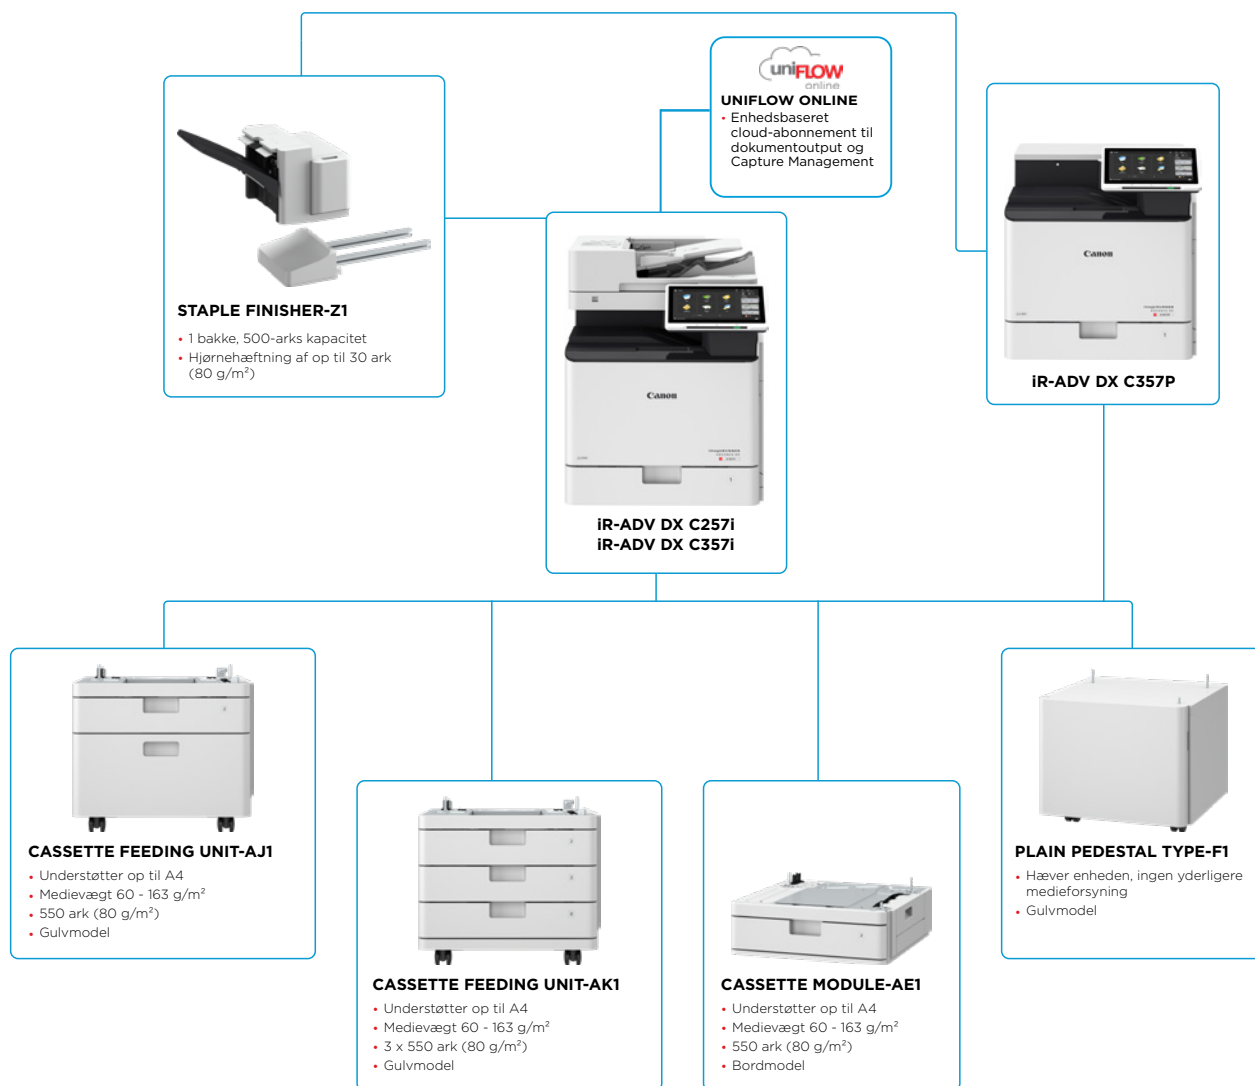 uniFLOW
online
UNIFLOW ONLINE
• Enhedsbaseret
cloud-abonnement til
dokumentoutput og
Capture Management
STAPLE FINISHER-Z1
• 1 bakke, 500-arks kapacitet
• Hjørnehæftning af op til 30 ark
(80 g/m²)
Canon
1
iR-ADV DX C257i
iR-ADV DX C357i
Canon
1
iR-ADV DX C357P
CASSETTE FEEDING UNIT-AJ1
• Understøtter op til A4
• Medievægt 60 - 163 g/m²
• 550 ark (80 g/m²)
• Gulvmodel
CASSETTE FEEDING UNIT-AK1
• Understøtter op til A4
• Medievægt 60 - 163 g/m²
• 3 x 550 ark (80 g/m²)
• Gulvmodel
CASSETTE MODULE-AE1
• Understøtter op til A4
• Medievægt 60 - 163 g/m²
• 550 ark (80 g/m²)
• Bordmodel
PLAIN PEDESTAL TYPE-F1
• Hæver enheden, ingen yderligere
medieforsyning
• Gulvmodel